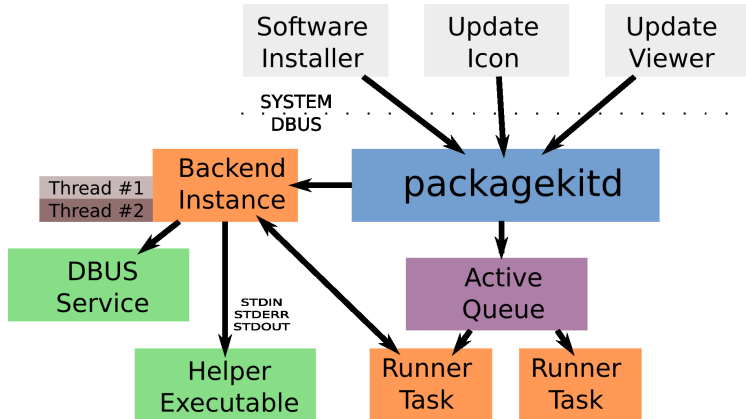 Software
Installer
Update
Icon
Update
Viewer
SYSTEM
DBUS
Backend
Instance
packagekitd
Thread #1
Thread #2
DBUS
Service
Active
Queue
STDIN
STDERR
STDOUT
Helper
Executable
Runner
Task
Runner
Task